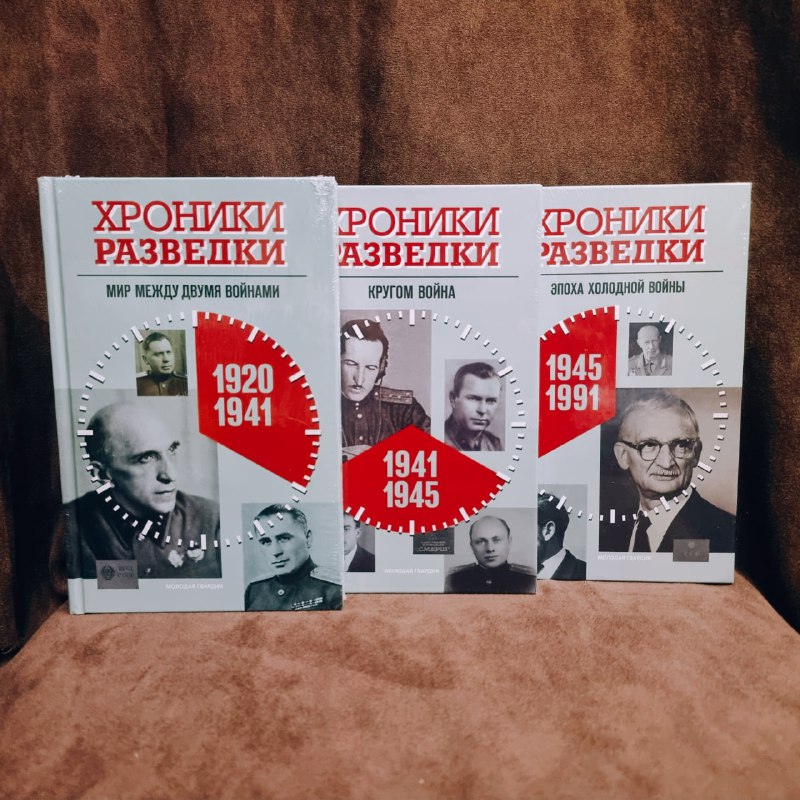 ХРОНИКИ
РАЗВЕДКИ
МИР МЕЖДУ ДВУМЯ ВОЙНАМИ
1920
1941
МОЛОДАЯ ГВАРДИЯ
ХРОНИКИ
РАЗВЕДКИ
КРУГОМ ВОЙНА
1941
1945
"СМЕРШ"
МОЛОДАЯ ГВАРДИЯ
ХРОНИКИ
РАЗВЕДКИ
ЭПОХА ХОЛОДНОЙ ВОЙНЫ
1945
1991
МОЛОДАЯ ГВАРДИЯ